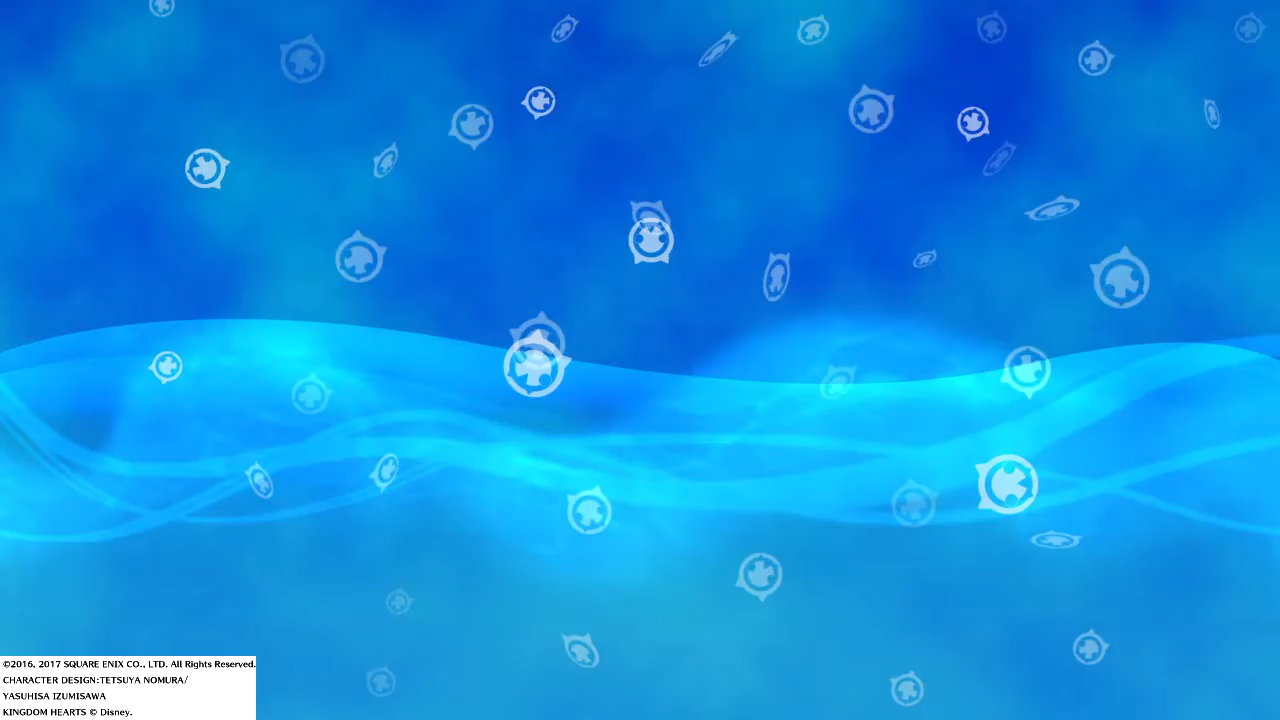 ©2016, 2017 SQUARE ENIX CO., LTD. All Rights Reserved.
CHARACTER DESIGN:TETSUYA NOMURA/
YASUHISA IZUMISAWA
KINGDOM HEARTS © Disney.